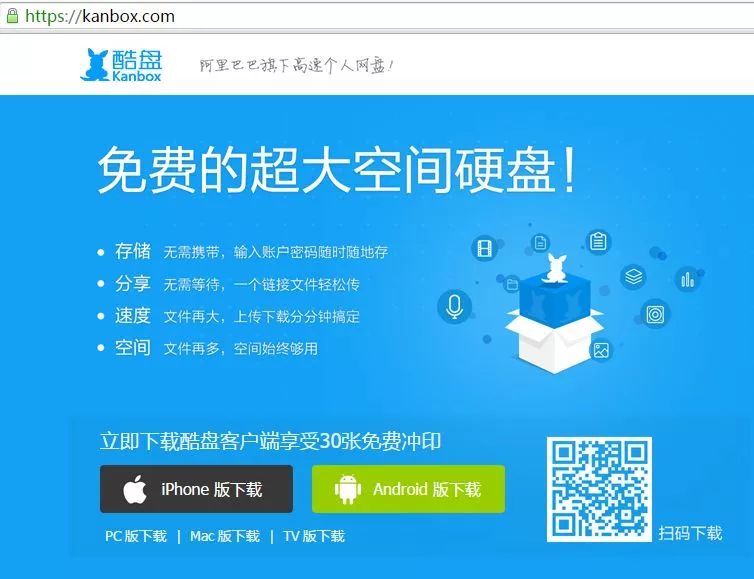 https://kanbox.com
酷盘
Kanbox
阿里巴巴旗下高速个人网盘！
免费的超大空间硬盘！
存储 无需携带，输入账户密码随时随地存
分享 无需等待，一个链接文件轻松传
速度 文件再大，上传下载分分钟搞定
空间 文件再多，空间始终够用
立即下载酷盘客户端享受30张免费冲印
iPhone 版下载
Android 版下载
PC 版下载 | Mac 版下载 | TV 版下载
扫码下载